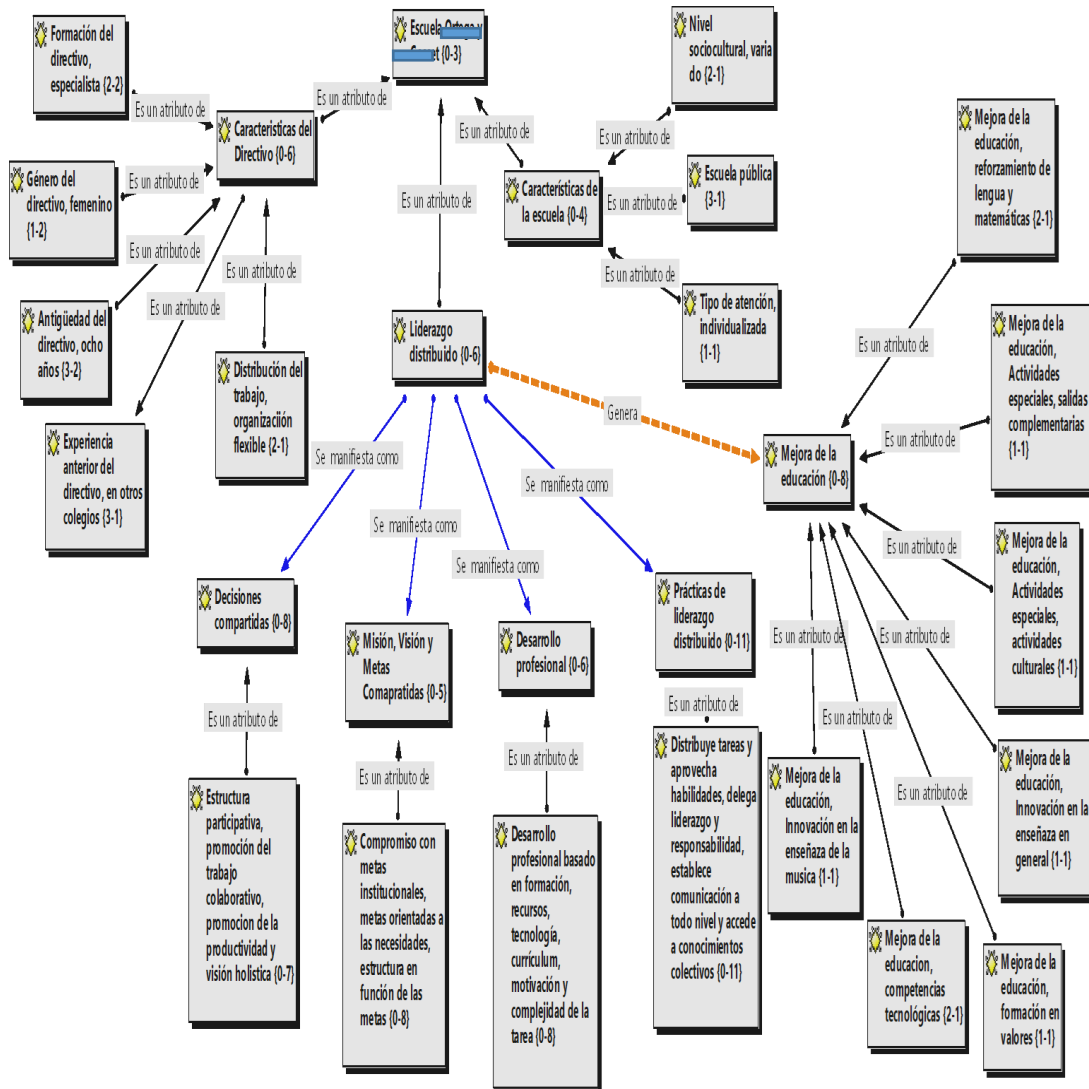 Formación del
directivo,
especialista {2-2}
Escuela
{0-3}
Nivel
sociocultural, varia
do {2-1}
Es un atributo de
Es un atributo de
Características del
Directivo {0-6}
Es un atributo de
Es un atributo de
Mejora de la
educación,
reforzamiento de
lengua y
matemáticas {2-1}
Género del
directivo, femenino
{1-2}
Es un atributo de
Características de
la escuela {0-4}
Es un atributo de
Escuela pública
{3-1}
Es un atributo de
Es un atributo de
Es un atributo de
Es un atributo de
Es un atributo de
Antigüedad del
directivo, ocho
años {3-2}
Liderazgo
distribuido {0-6}
Tipo de atención,
individualizada
{1-1}
Es un atributo de
Mejora de la
educación,
Actividades
especiales, salidas
complementarias
{1-1}
Distribución del
trabajo,
organizaciión
flexible {2-1}
Genera
Es un atributo de
Experiencia
anterior del
directivo, en otros
colegios {3-1}
Se manifiesta como
Mejora de la
educación {0-8}
Se manifiesta como
Se manifiesta como
Se manifiesta como
Es un atributo de
Mejora de la
educación,
Actividades
especiales,
actividades
culturales {1-1}
Decisiones
compartidas {0-8}
Misión, Visión y
Metas
Comapratidas {0-5}
Desarrollo
profesional {0-6}
Prácticas de
liderazgo
distribuido {0-11}
Es un atributo de
Es un atributo de
Es un atributo de
Es un atributo de
Es un atributo de
Es un atributo de
Es un atributo de
Es un atributo de
Estructura
participativa,
promoción del
trabajo
colaborativo,
promocion de la
productividad y
visión holistica {0-7}
Compromiso con
metas
institucionales,
metas orientadas a
las necesidades,
estructura en
función de las
metas {0-8}
Desarrollo
profesional basado
en formación,
recursos,
tecnología,
currículum,
motivación y
complejidad de la
tarea {0-8}
Distribuye tareas y
aprovecha
habilidades, delega
liderazgo y
responsabilidad,
establece
comunicación a
todo nivel y accede
a conocimientos
colectivos {0-11}
Mejora de la
educación,
Innovación en la
enseñaza de la
musica {1-1}
Es un atributo de
Mejora de la
educación,
Innovación en la
enseñaza en
general {1-1}
Mejora de la
educacion,
competencias
tecnológicas {2-1}
Mejora de la
educación,
formación en
valores {1-1}